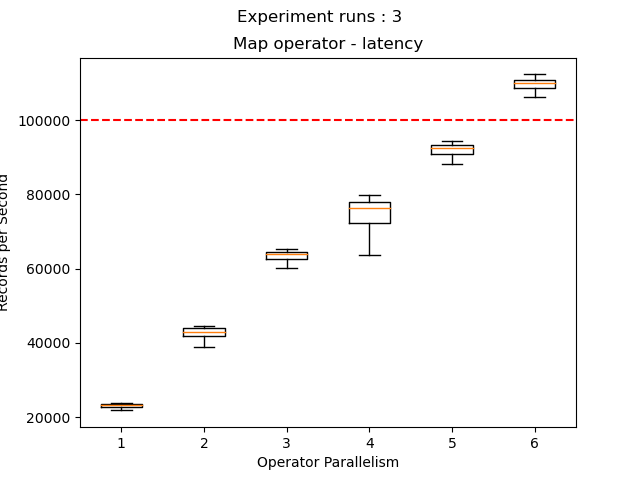 Experiment runs : 3
Map operator - latency
Records per Second
100000
80000
60000
40000
20000
1 2 3 4 5 6
Operator Parallelism